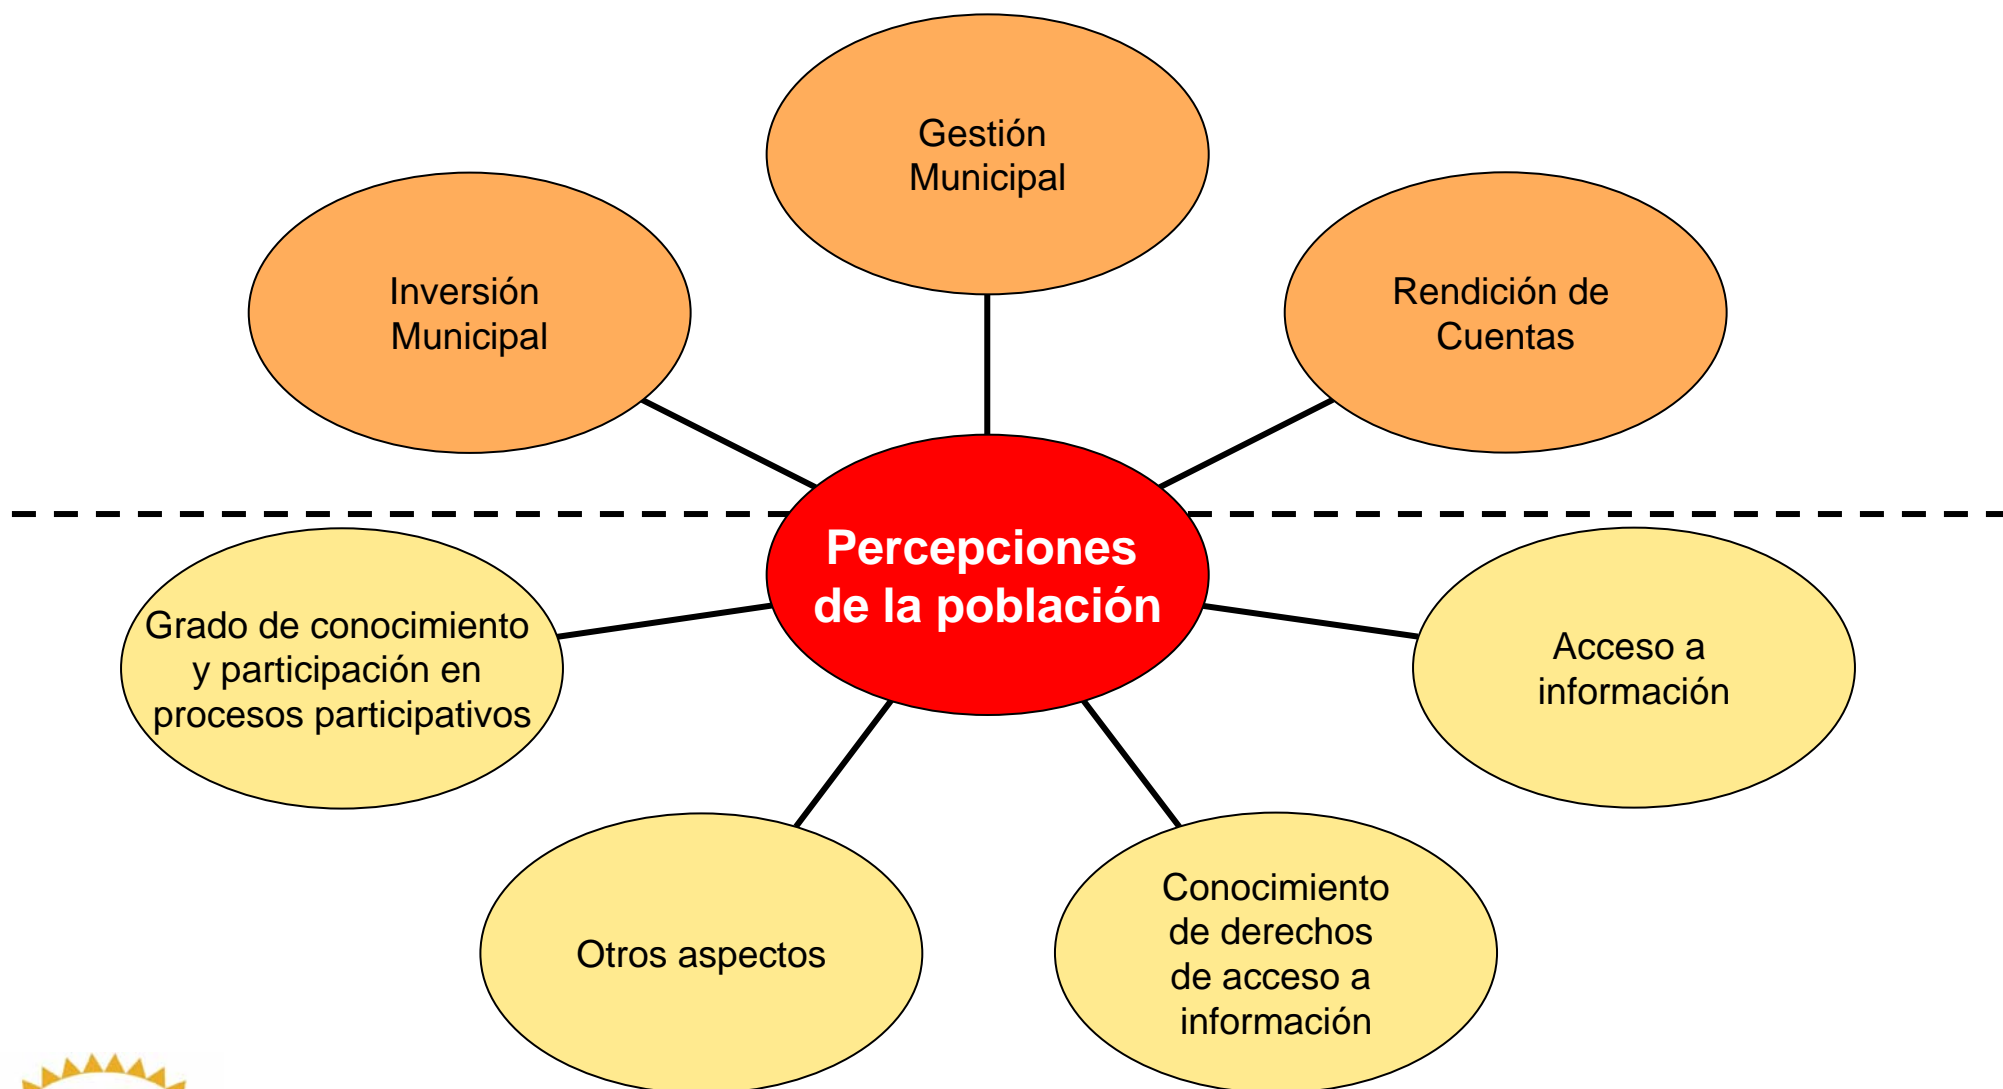 Gestión
Municipal
Inversión
Municipal
Rendición de
Cuentas
Percepciones
de la población
Grado de conocimiento
y participación en
procesos participativos
Acceso a
información
Otros aspectos
Conocimiento
de derechos
de acceso a
información